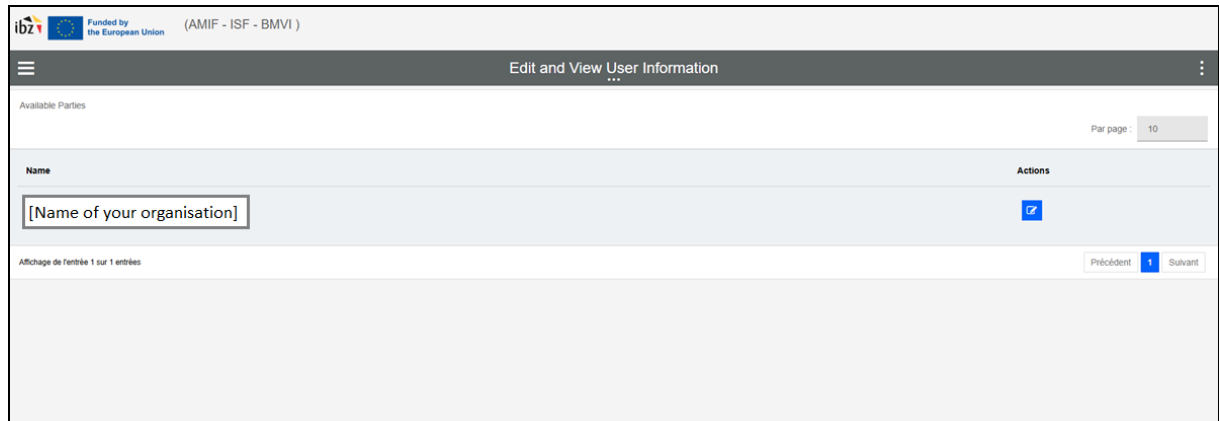 ibz Funded by the European Union (AMIF - ISF - BMVI )
Edit and View User Information
Available Parties
Par page : 10
Name Actions
[Name of your organisation]
Affichage de l'entrée 1 sur 1 entrées Précédent 1 Suivant